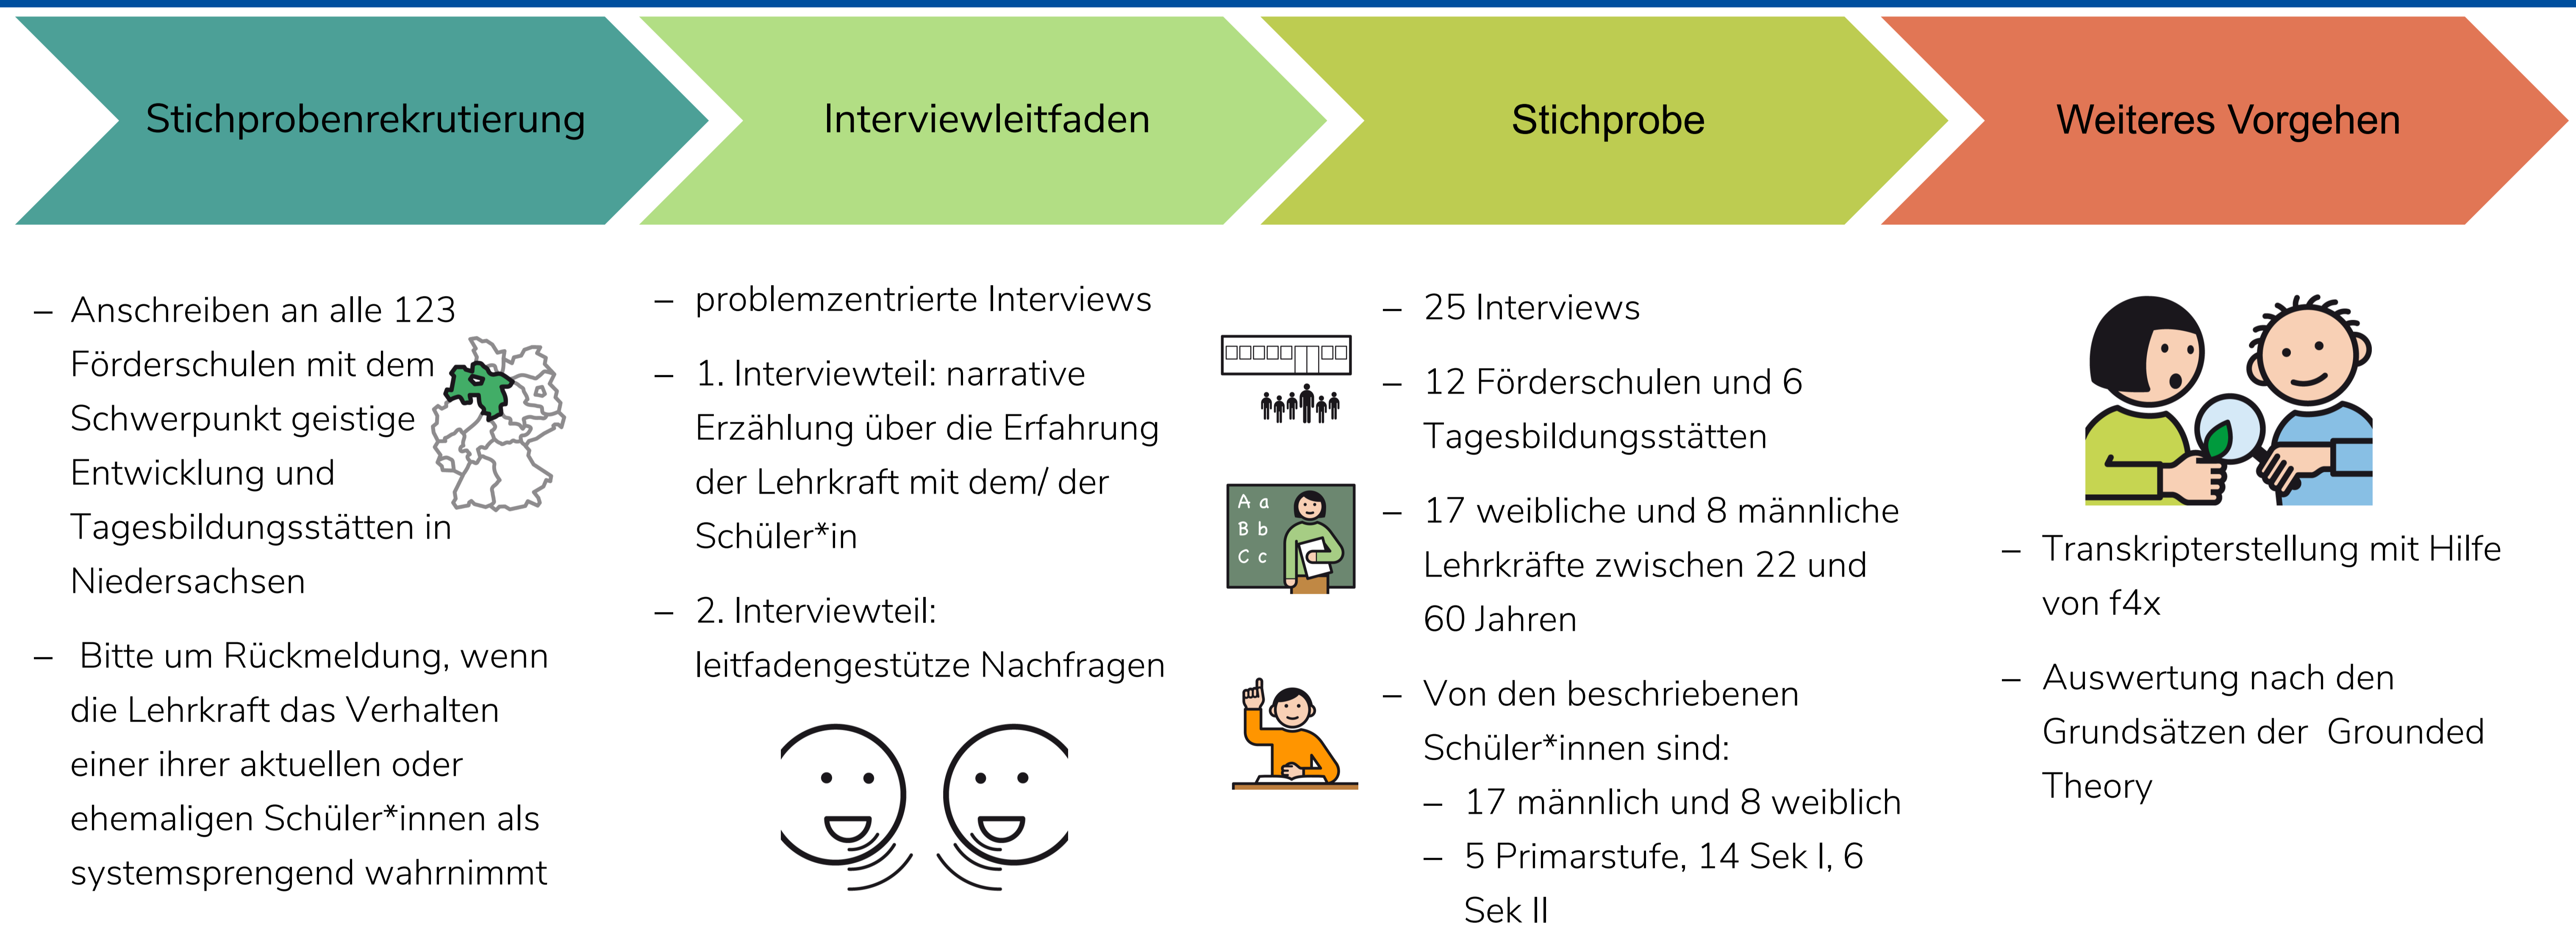 Stichprobenrekrutierung
Interviewleitfaden
Stichprobe
Weiteres Vorgehen
– Anschreiben an alle 123
Förderschulen mit dem
Schwerpunkt geistige
Entwicklung und
Tagesbildungsstätten in
Niedersachsen
– Bitte um Rückmeldung, wenn
die Lehrkraft das Verhalten
einer ihrer aktuellen oder
ehemaligen Schüler*innen als
systemsprengend wahrnimmt
– problemzentrierte Interviews
– 1. Interviewteil: narrative
Erzählung über die Erfahrung
der Lehrkraft mit dem/ der
Schüler*in
– 2. Interviewteil:
leitfadengestütze Nachfragen
A a
B b
C c
– 25 Interviews
– 12 Förderschulen und 6
Tagesbildungsstätten
– 17 weibliche und 8 männliche
Lehrkräfte zwischen 22 und
60 Jahren
– Von den beschriebenen
Schüler*innen sind:
– 17 männlich und 8 weiblich
– 5 Primarstufe, 14 Sek I, 6
Sek II
– Transkripterstellung mit Hilfe
von f4x
– Auswertung nach den
Grundsätzen der Grounded
Theory